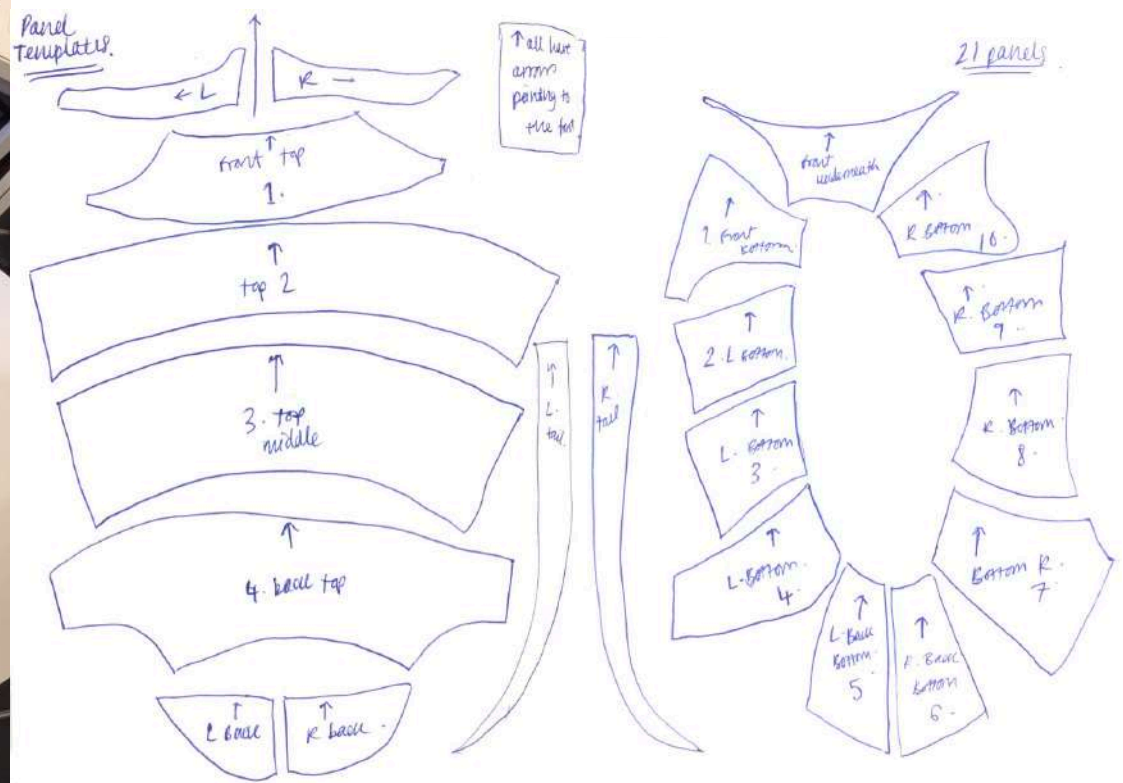 Panel
Templates.
← L
R →
↑ all have
arrows
pointing to
the front
21 panels
↑
Front top
1.
↑
top 2
↑
3. top
middle
↑
4. back top
↑
L Back
↑
R back.
↑
L.
tail.
↑
R.
tail
↑
Front
underneath
↑
1 Front
Bottom.
↑
2. L Bottom.
↑
L. Bottom
3.
↑
L. Bottom.
4.
↑
L. Back
Bottom.
5
↑
R. Back
Bottom
6.
↑
Bottom R.
7.
↑
R. Bottom.
8.
↑
R. Bottom
9.
↑
R Bottom
10.